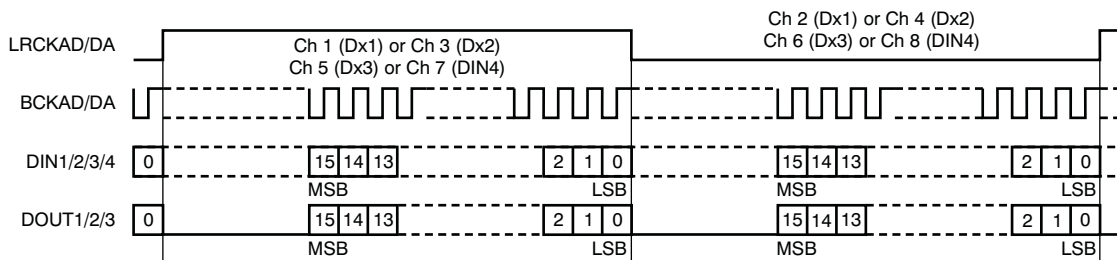 Ch 2 (Dx1) or Ch 4 (Dx2)
Ch 6 (Dx3) or Ch 8 (DIN4)
LRCKAD/DA
Ch 1 (Dx1) or Ch 3 (Dx2)
Ch 5 (Dx3) or Ch 7 (DIN4)
BCKAD/DA
DIN1/2/3/4 0 15 14 13 2 1 0 15 14 13 2 1 0
MSB LSB MSB LSB
DOUT1/2/3 0 15 14 13 2 1 0 15 14 13 2 1 0
MSB LSB MSB LSB